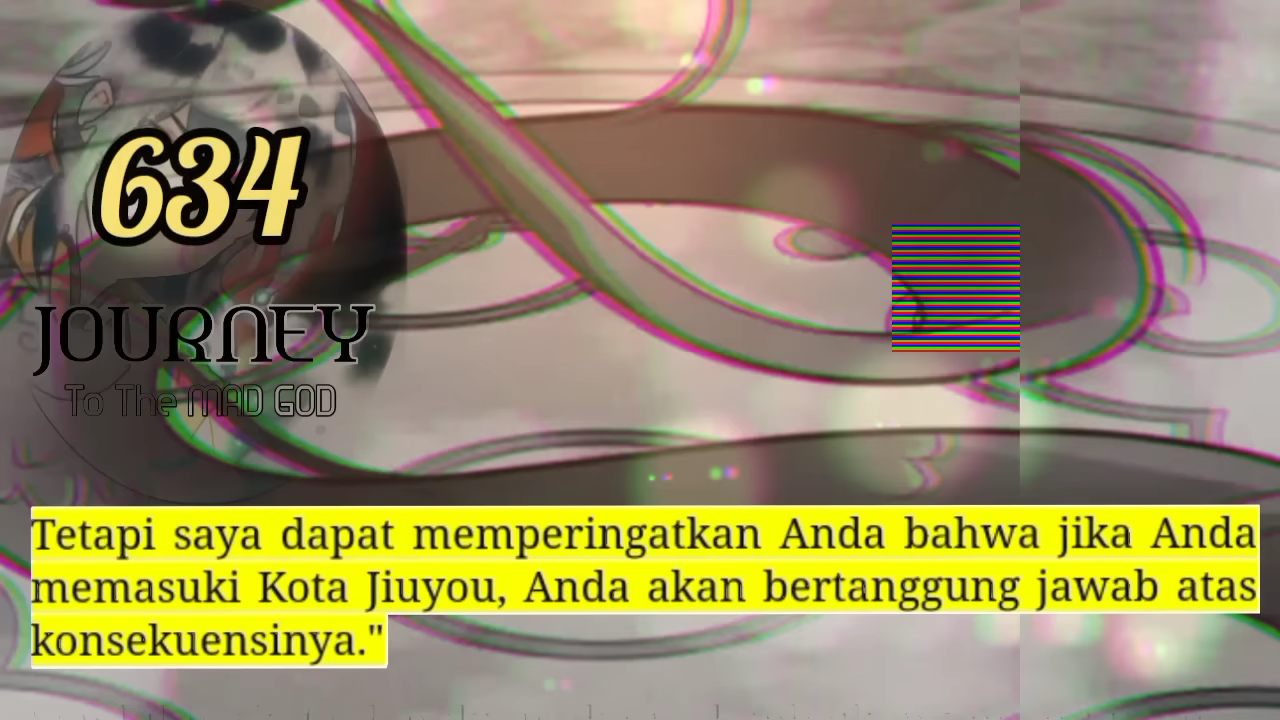 634
JOURNEY
To The MAD GOD
Tetapi saya dapat memperingatkan Anda bahwa jika Anda
memasuki Kota Jiuyou, Anda akan bertanggung jawab atas
konsekuensinya."